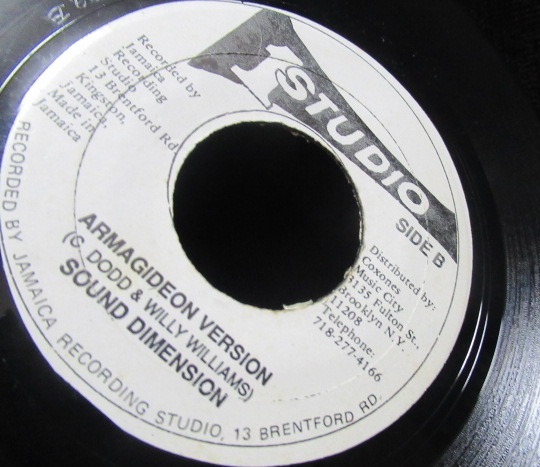 1 STUDIO
SIDE B
Recorded by
Jamaica
Recording
Studio
13 Brentford Rd
Kingston,
Jamaica,
Made in
Jamaica
Distributed by:
Coxones
Music City
3135 Fulton St.,
Brooklyn N.Y.
11208
Telephone:
718-277-4166
ARMAGIDEON VERSION
(C. DODD & WILLY WILLIAMS)
SOUND DIMENSION
RECORDED BY JAMAICA RECORDING STUDIO, 13 BRENTFORD RD.